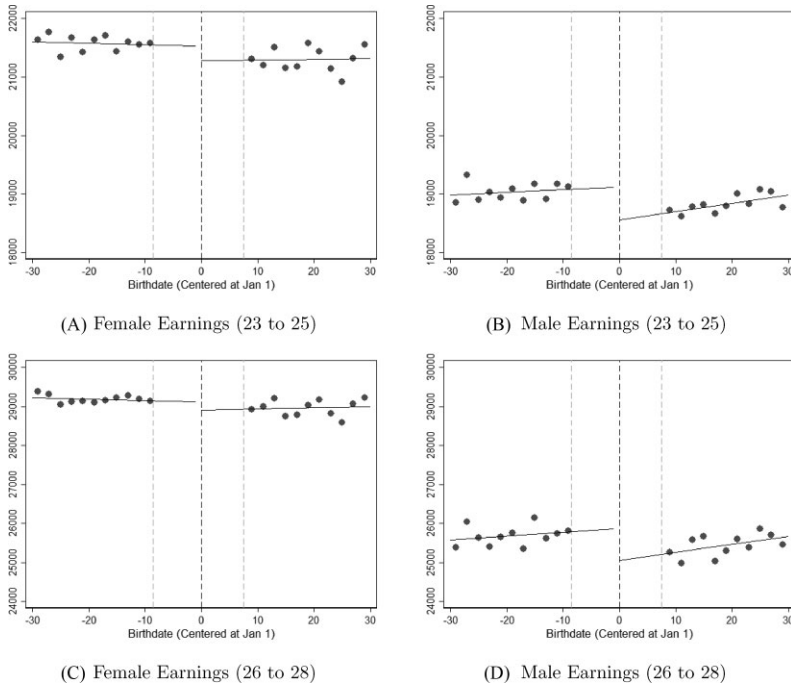 22000
21000
20000
19000
18000
-30 -20 -10 0 10 20 30
Birthdate (Centered at Jan 1)
(A) Female Earnings (23 to 25)
22000
21000
20000
19000
18000
-30 -20 -10 0 10 20 30
Birthdate (Centered at Jan 1)
(B) Male Earnings (23 to 25)
30000
29000
28000
27000
26000
25000
24000
-30 -20 -10 0 10 20 30
Birthdate (Centered at Jan 1)
(C) Female Earnings (26 to 28)
30000
29000
28000
27000
26000
25000
24000
-30 -20 -10 0 10 20 30
Birthdate (Centered at Jan 1)
(D) Male Earnings (26 to 28)